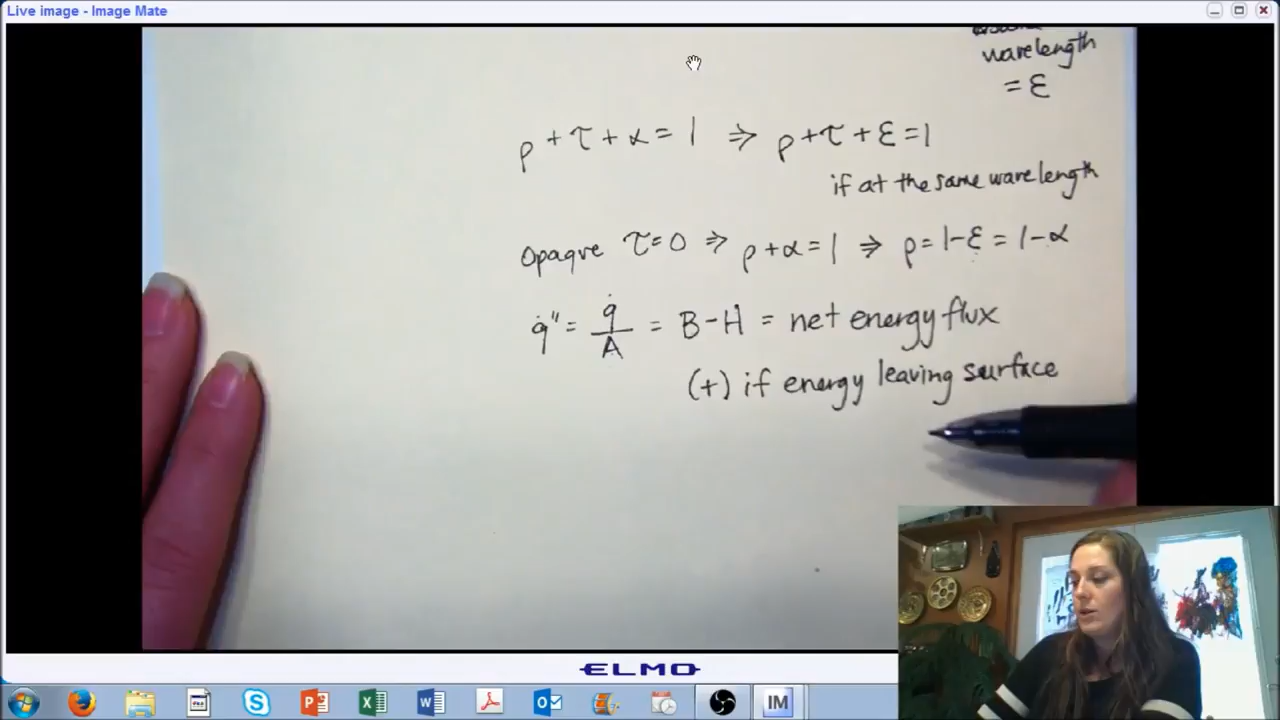 Live image - Image Mate
wavelength
= ε
ρ + τ + α = 1 ⇒ ρ + τ + ε = 1
if at the same wavelength
Opaque τ = 0 ⇒ ρ + α = 1 ⇒ ρ = 1 - ε = 1 - α
q̇" = q̇/A = B - H = net energy flux
(+) if energy leaving surface
ELMO
IM